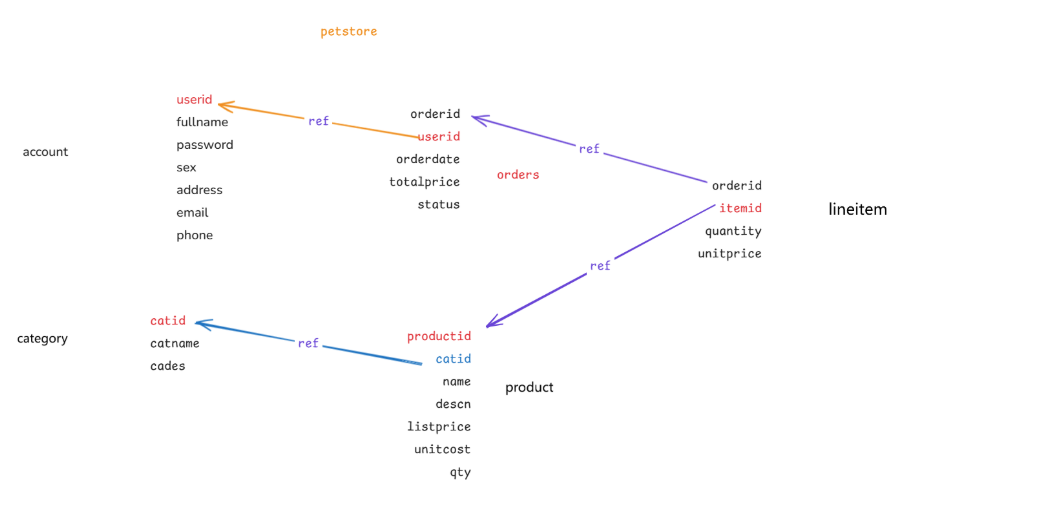 petstore
account
userid
fullname
password
sex
address
email
phone
ref
orderid
userid
orderdate
totalprice
status
orders
ref
orderid
itemid
quantity
unitprice
lineitem
ref
category
catid
catname
cades
ref
productid
catid
name
descn
listprice
unitcost
qty
product